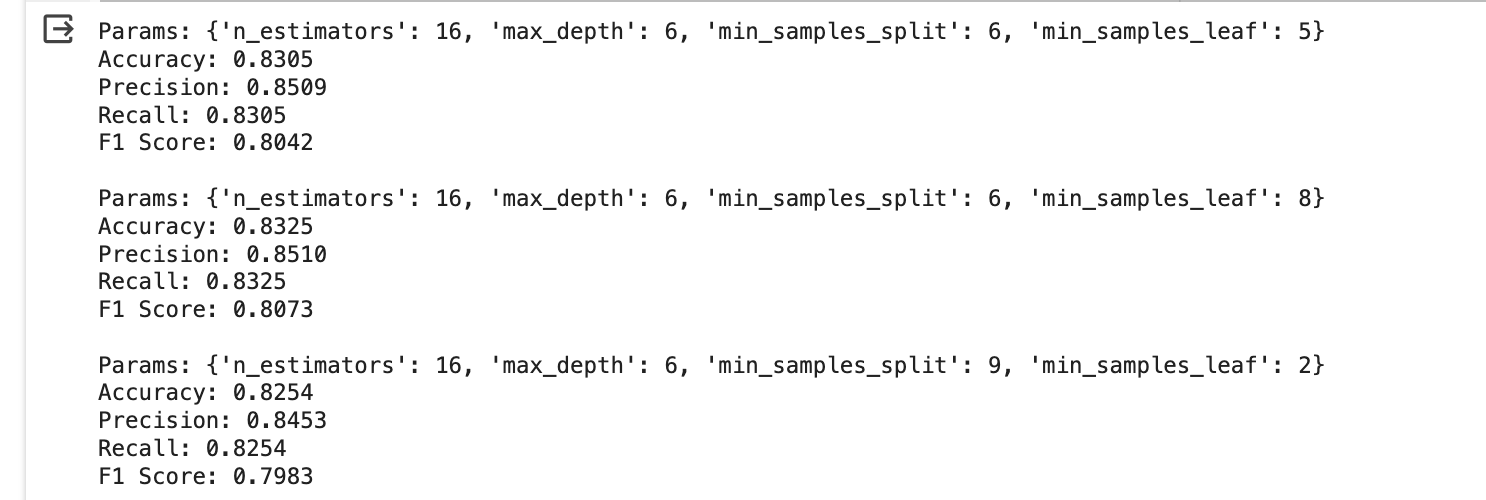 Params: {'n_estimators': 16, 'max_depth': 6, 'min_samples_split': 6, 'min_samples_leaf': 5}
Accuracy: 0.8305
Precision: 0.8509
Recall: 0.8305
F1 Score: 0.8042
Params: {'n_estimators': 16, 'max_depth': 6, 'min_samples_split': 6, 'min_samples_leaf': 8}
Accuracy: 0.8325
Precision: 0.8510
Recall: 0.8325
F1 Score: 0.8073
Params: {'n_estimators': 16, 'max_depth': 6, 'min_samples_split': 9, 'min_samples_leaf': 2}
Accuracy: 0.8254
Precision: 0.8453
Recall: 0.8254
F1 Score: 0.7983